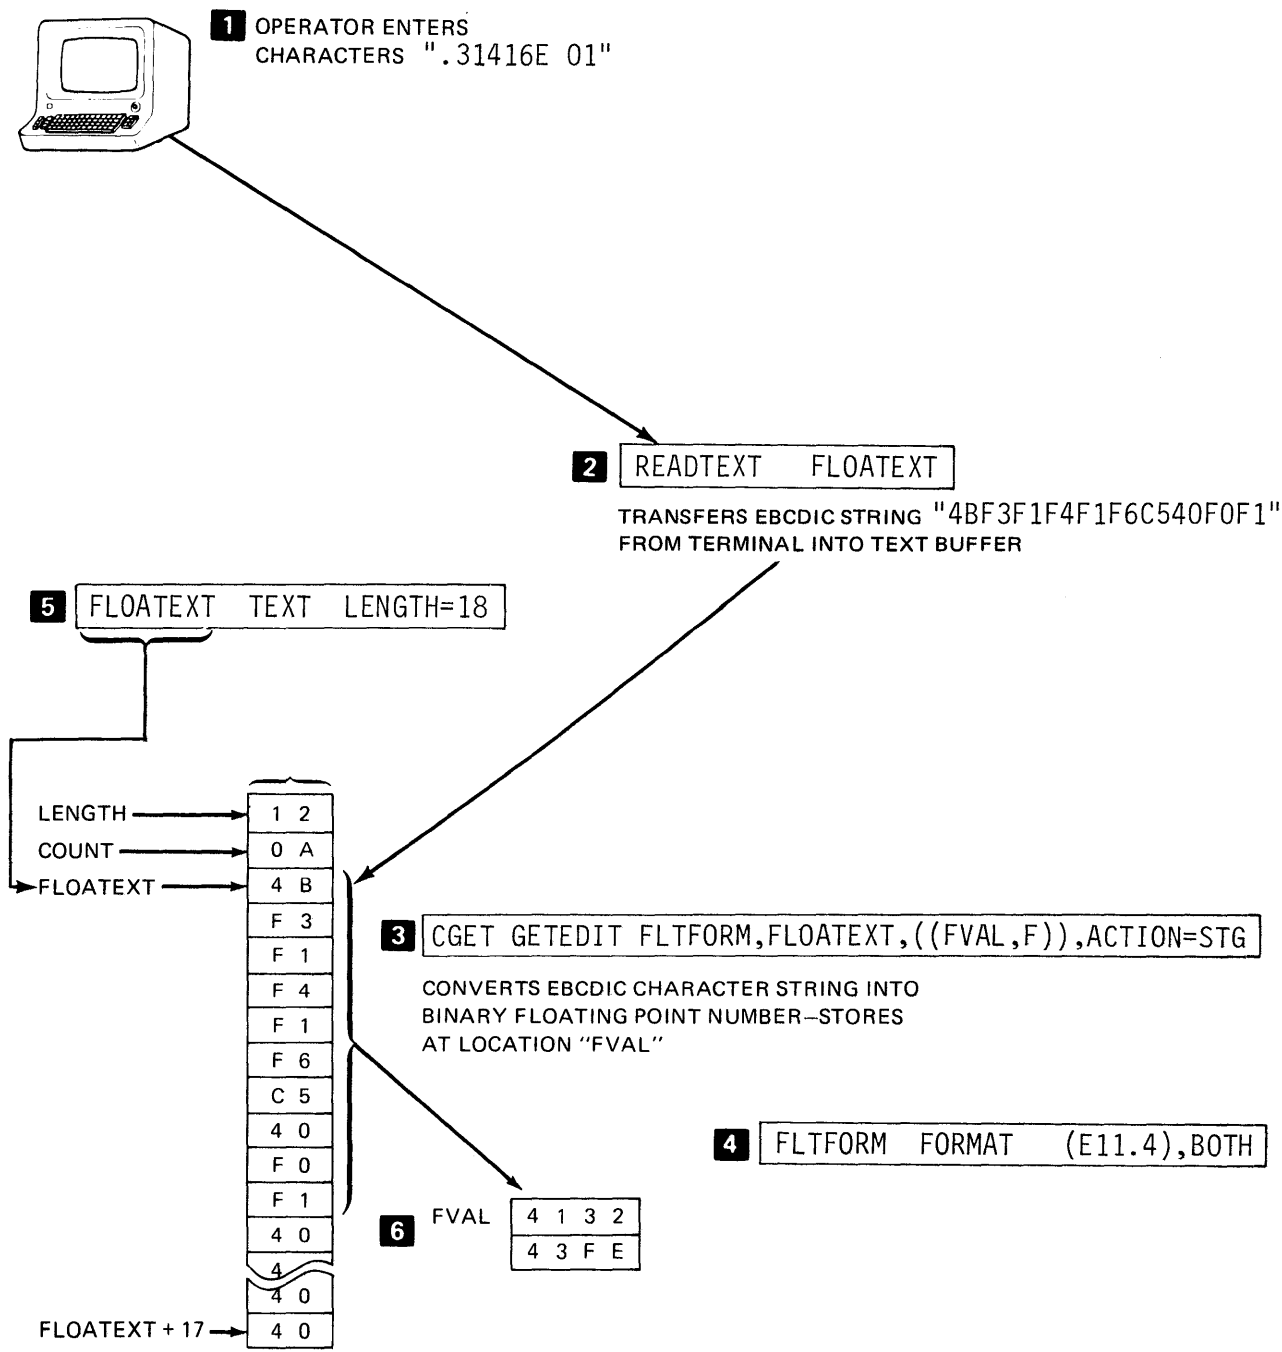 1 OPERATOR ENTERS
CHARACTERS ".31416E 01"
2 READTEXT FLOATEXT
TRANSFERS EBCDIC STRING "4BF3F1F4F1F6C540F0F1"
FROM TERMINAL INTO TEXT BUFFER
5 FLOATEXT TEXT LENGTH=18
LENGTH 1 2
COUNT 0 A
FLOATEXT 4 B
F 3
3 CGET GETEDIT FLTFORM,FLOATEXT,((FVAL,F)),ACTION=STG
F 1
F 4
CONVERTS EBCDIC CHARACTER STRING INTO
BINARY FLOATING POINT NUMBER—STORES
AT LOCATION "FVAL"
F 1
F 6
C 5
4 0
4 FLTFORM FORMAT (E11.4),BOTH
F 0
F 1
6 FVAL 4 1 3 2
4 3 F E
4 0
4
4 0
FLOATEXT + 17 4 0